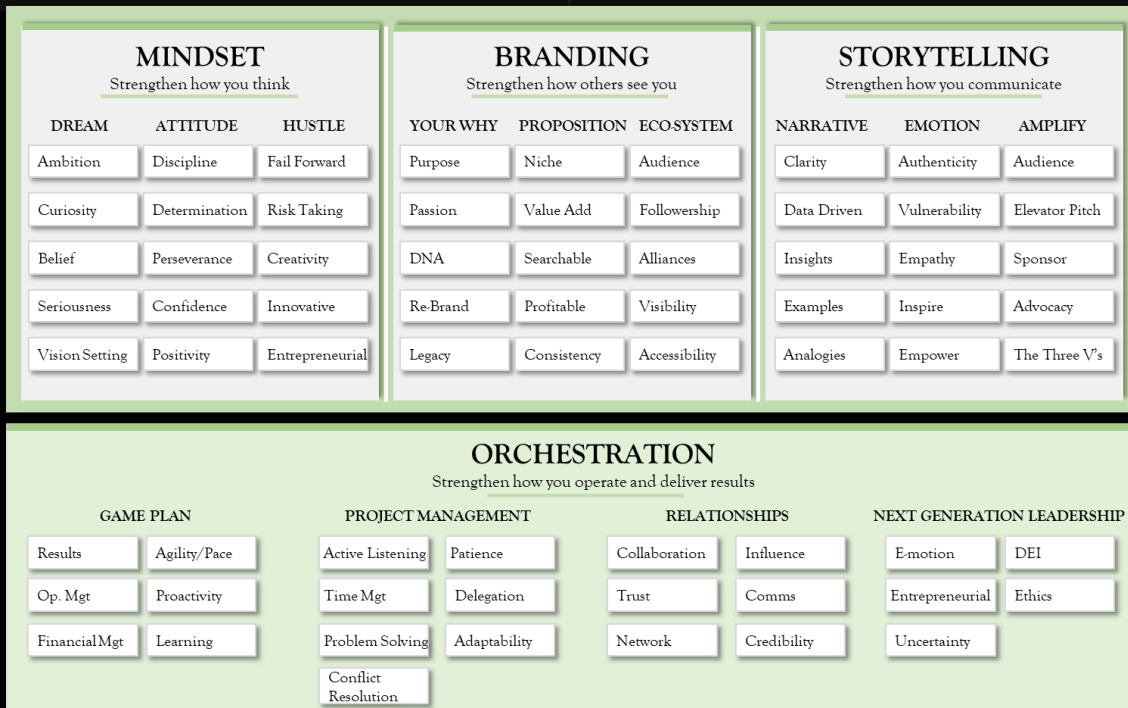 MINDSET
Strengthen how you think
DREAM ATTITUDE HUSTLE
Ambition Discipline Fail Forward
Curiosity Determination Risk Taking
Belief Perseverance Creativity
Seriousness Confidence Innovative
Vision Setting Positivity Entrepreneurial
BRANDING
Strengthen how others see you
YOUR WHY PROPOSITION ECO-SYSTEM
Purpose Niche Audience
Passion Value Add Followership
DNA Searchable Alliances
Re-Brand Profitable Visibility
Legacy Consistency Accessibility
STORYTELLING
Strengthen how you communicate
NARRATIVE EMOTION AMPLIFY
Clarity Authenticity Audience
Data Driven Vulnerability Elevator Pitch
Insights Empathy Sponsor
Examples Inspire Advocacy
Analogies Empower The Three V's
ORCHESTRATION
Strengthen how you operate and deliver results
GAME PLAN
Results Agility/Pace
Op. Mgt Proactivity
Financial Mgt Learning
PROJECT MANAGEMENT
Active Listening Patience
Time Mgt Delegation
Problem Solving Adaptability
Conflict
Resolution
RELATIONSHIPS
Collaboration Influence
Trust Comms
Network Credibility
NEXT GENERATION LEADERSHIP
E-motion DEI
Entrepreneurial Ethics
Uncertainty